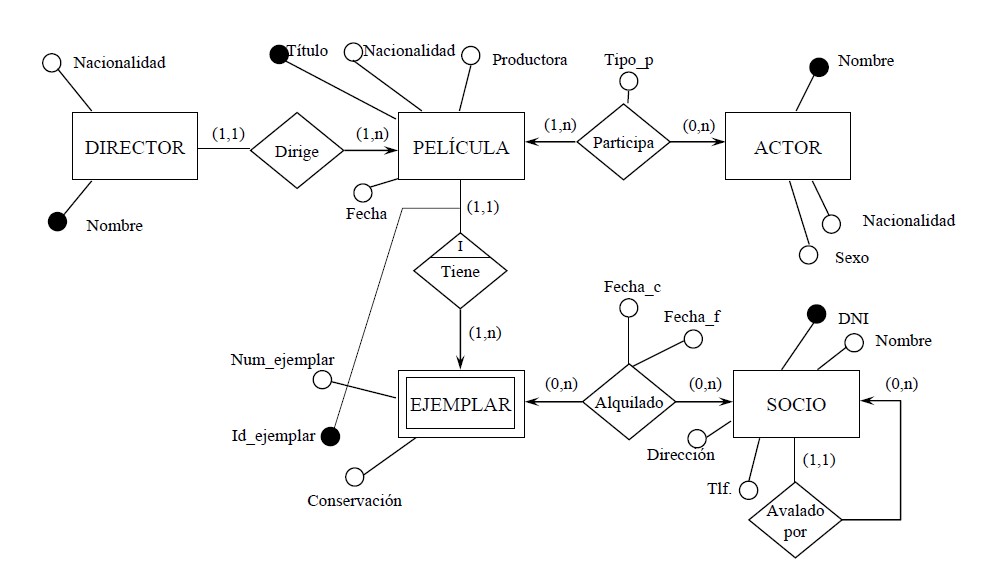 Nacionalidad
Título
Nacionalidad
Productora
Tipo_p
Nombre
DIRECTOR
(1,1)
Dirige
(1,n)
PELÍCULA
(1,n)
Participa
(0,n)
ACTOR
Nombre
Fecha
(1,1)
Nacionalidad
Sexo
I
Tiene
(1,n)
Fecha_c
Fecha_f
DNI
Nombre
Num_ejemplar
EJEMPLAR
(0,n)
Alquilado
(0,n)
SOCIO
(0,n)
Id_ejemplar
Conservación
Dirección
Tlf.
(1,1)
Avalado
por